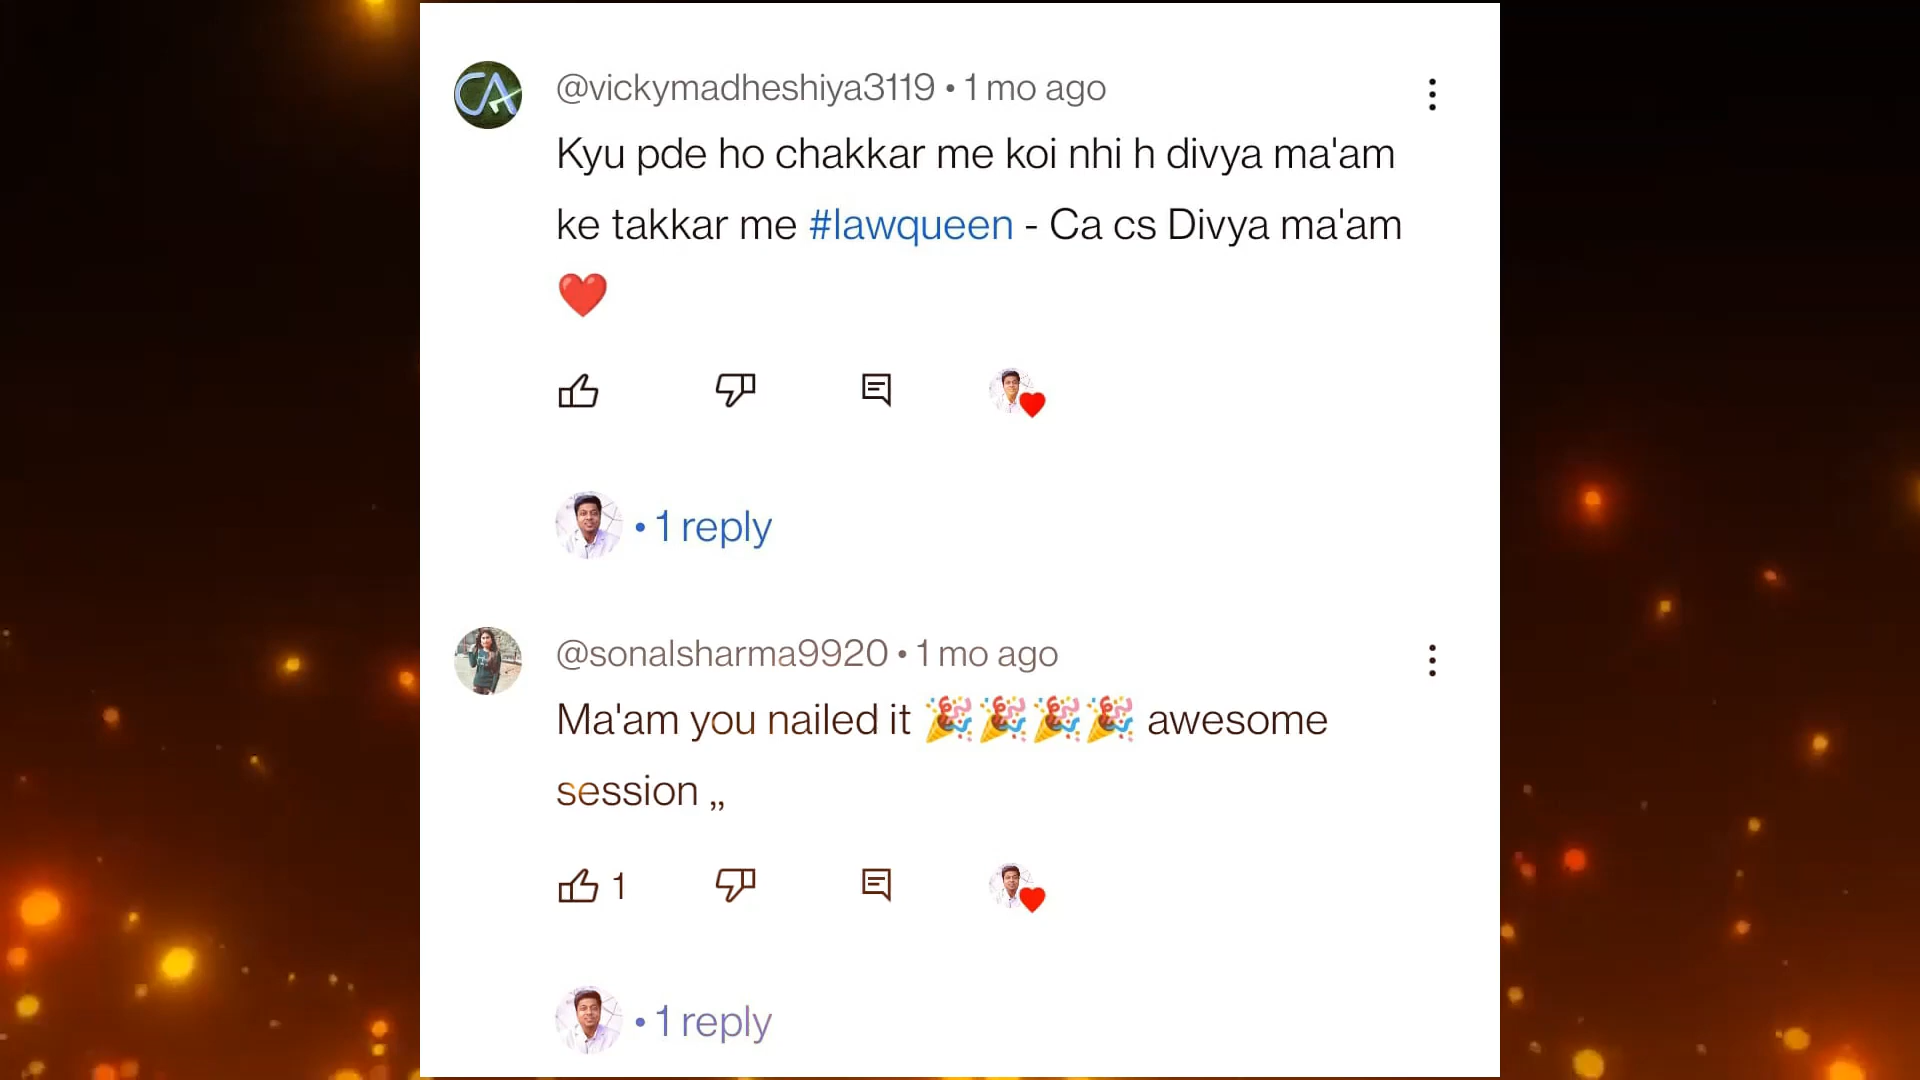 @vickymadheshiya3119 • 1 mo ago
Kyu pde ho chakkar me koi nhi h divya ma'am
ke takkar me #lawqueen - Ca cs Divya ma'am
❤️
• 1 reply
@sonalsharma9920 • 1 mo ago
Ma'am you nailed it 🎉🎉🎉🎉 awesome
session ,,
1
• 1 reply
CA